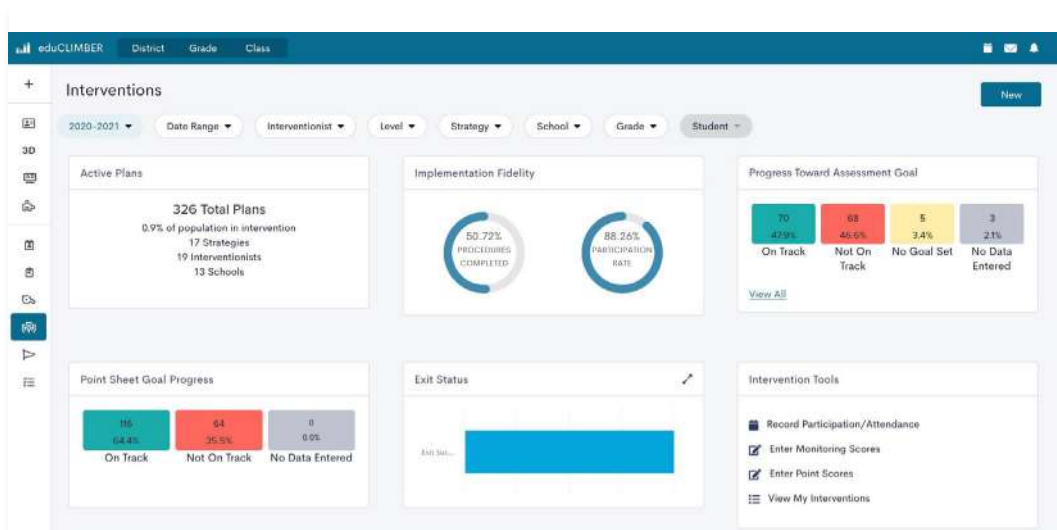 eduCLIMBER District Grade Class
Interventions
New
2020-2021 Date Range Interventionist Level Strategy School Grade Student
3D
Active Plans
326 Total Plans
0.9% of population in intervention
17 Strategies
19 Interventionists
13 Schools
Implementation Fidelity
50.72%
PROCEDURES
COMPLETED
88.26%
PARTICIPATION
RATE
Progress Toward Assessment Goal
70
47.9%
On Track
68
46.6%
Not On
Track
5
3.4%
No Goal Set
3
2.1%
No Data
Entered
View All
Point Sheet Goal Progress
116
64.4%
On Track
64
35.5%
Not On Track
0
0.0%
No Data Entered
Exit Status
Exit Sta...
Intervention Tools
Record Participation/Attendance
Enter Monitoring Scores
Enter Point Scores
View My Interventions